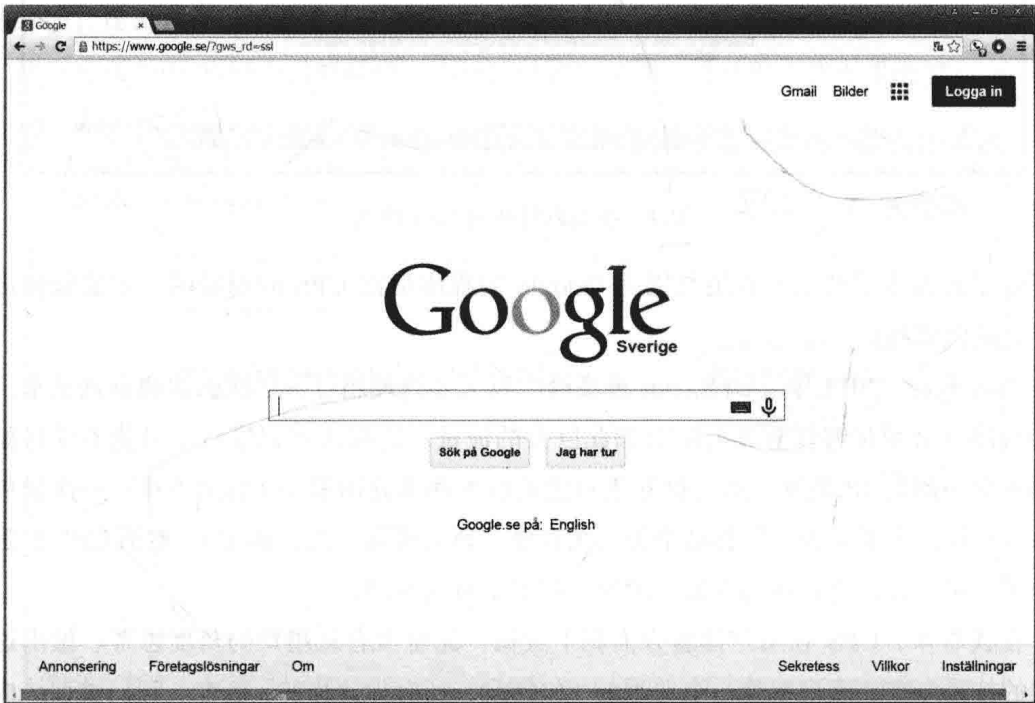 Google
https://www.google.se/?gws_rd=ssl
Gmail Bilder Logga in
Google
Sverige
Sök på Google Jag har tur
Google.se på: English
Annonsering Företagslösningar Om Sekretess Villkor Inställningar